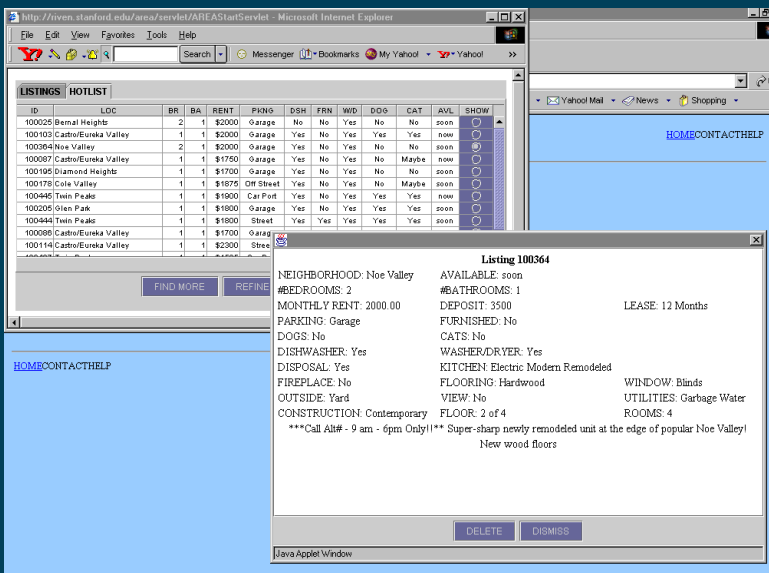 http://riven.stanford.edu/area/servlet/AREAStartServlet - Microsoft Internet Explorer
File Edit View Favorites Tools Help
Y! Search Messenger Bookmarks My Yahoo! Yahoo! »
Yahoo! Mail News Shopping
HOMECONTACTHELP
LISTINGS HOTLIST
ID LOC BR BA RENT PKNG DSH FRN W/D DOG CAT AVL SHOW
100025 Bernal Heights 2 1 $2000 Garage No No Yes No No soon
100103 Castro/Eureka Valley 1 1 $2000 Garage Yes No Yes Yes Yes now
100364 Noe Valley 2 1 $2000 Garage Yes No Yes No No soon
100087 Castro/Eureka Valley 1 1 $1750 Garage Yes No Yes No Maybe now
100195 Diamond Heights 1 1 $1700 Garage Yes No Yes No No soon
100178 Cole Valley 1 1 $1875 Off Street Yes No Yes No Maybe soon
100445 Twin Peaks 1 1 $1900 Car Port Yes No Yes Yes Yes now
100205 Glen Park 1 1 $1800 Garage Yes No Yes Yes Yes soon
100444 Twin Peaks 1 1 $1800 Street Yes Yes Yes Yes Yes soon
100086 Castro/Eureka Valley 1 1 $1700 Garag
100114 Castro/Eureka Valley 1 1 $2300 Stree
FIND MORE REFINE
HOMECONTACTHELP
Listing 100364
NEIGHBORHOOD: Noe Valley AVAILABLE: soon
#BEDROOMS: 2 #BATHROOMS: 1
MONTHLY RENT: 2000.00 DEPOSIT: 3500 LEASE: 12 Months
PARKING: Garage FURNISHED: No
DOGS: No CATS: No
DISHWASHER: Yes WASHER/DRYER: Yes
DISPOSAL: Yes KITCHEN: Electric Modern Remodeled
FIREPLACE: No FLOORING: Hardwood WINDOW: Blinds
OUTSIDE: Yard VIEW: No UTILITIES: Garbage Water
CONSTRUCTION: Contemporary FLOOR: 2 of 4 ROOMS: 4
***Call Alt# - 9 am - 6pm Only!!** Super-sharp newly remodeled unit at the edge of popular Noe Valley!
New wood floors
DELETE DISMISS
Java Applet Window